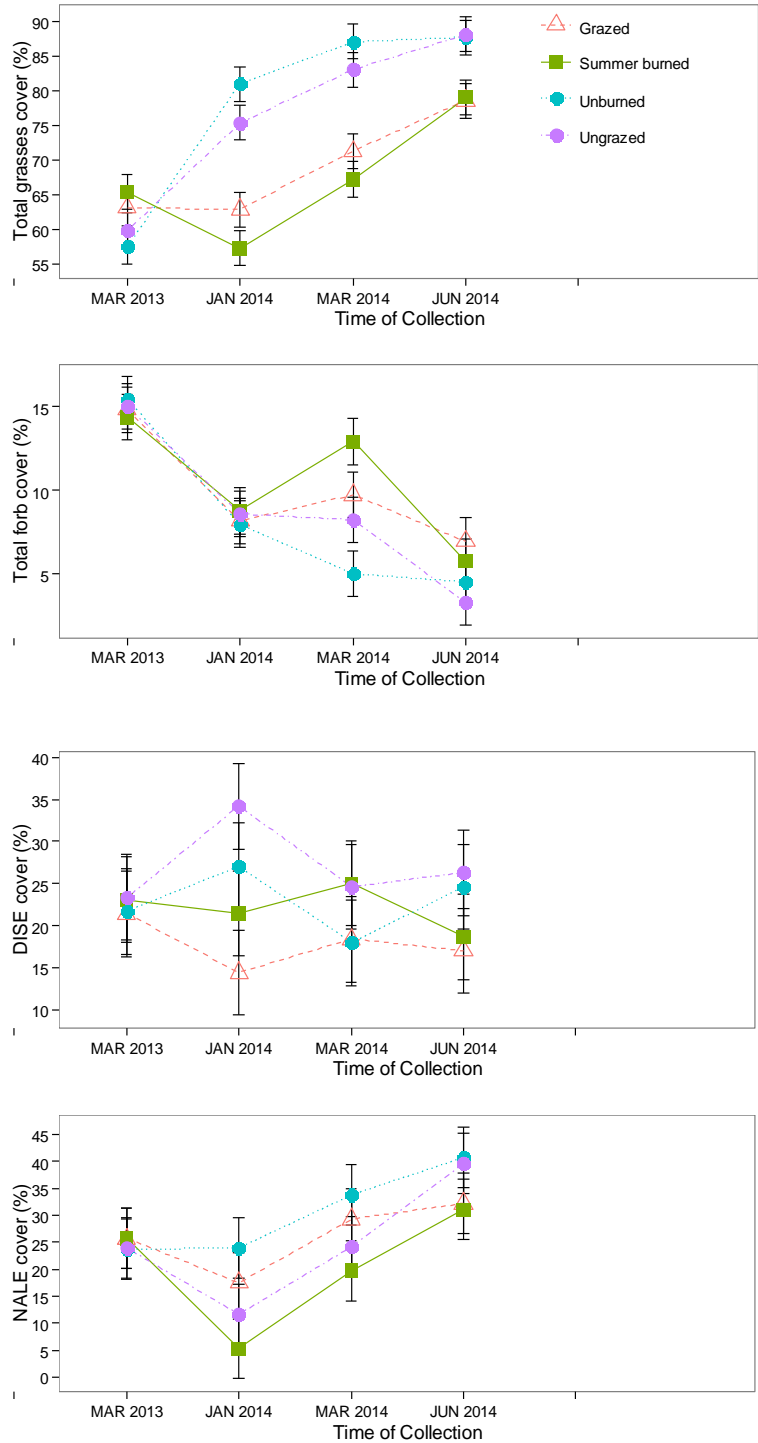 Total grasses cover (%)
90
85
80
75
70
65
60
55
Grazed
Summer burned
Unburned
Ungrazed
MAR 2013 JAN 2014 MAR 2014 JUN 2014
Time of Collection
Total forb cover (%)
15
10
5
MAR 2013 JAN 2014 MAR 2014 JUN 2014
Time of Collection
DISE cover (%)
40
35
30
25
20
15
10
MAR 2013 JAN 2014 MAR 2014 JUN 2014
Time of Collection
NALE cover (%)
45
40
35
30
25
20
15
10
5
0
MAR 2013 JAN 2014 MAR 2014 JUN 2014
Time of Collection